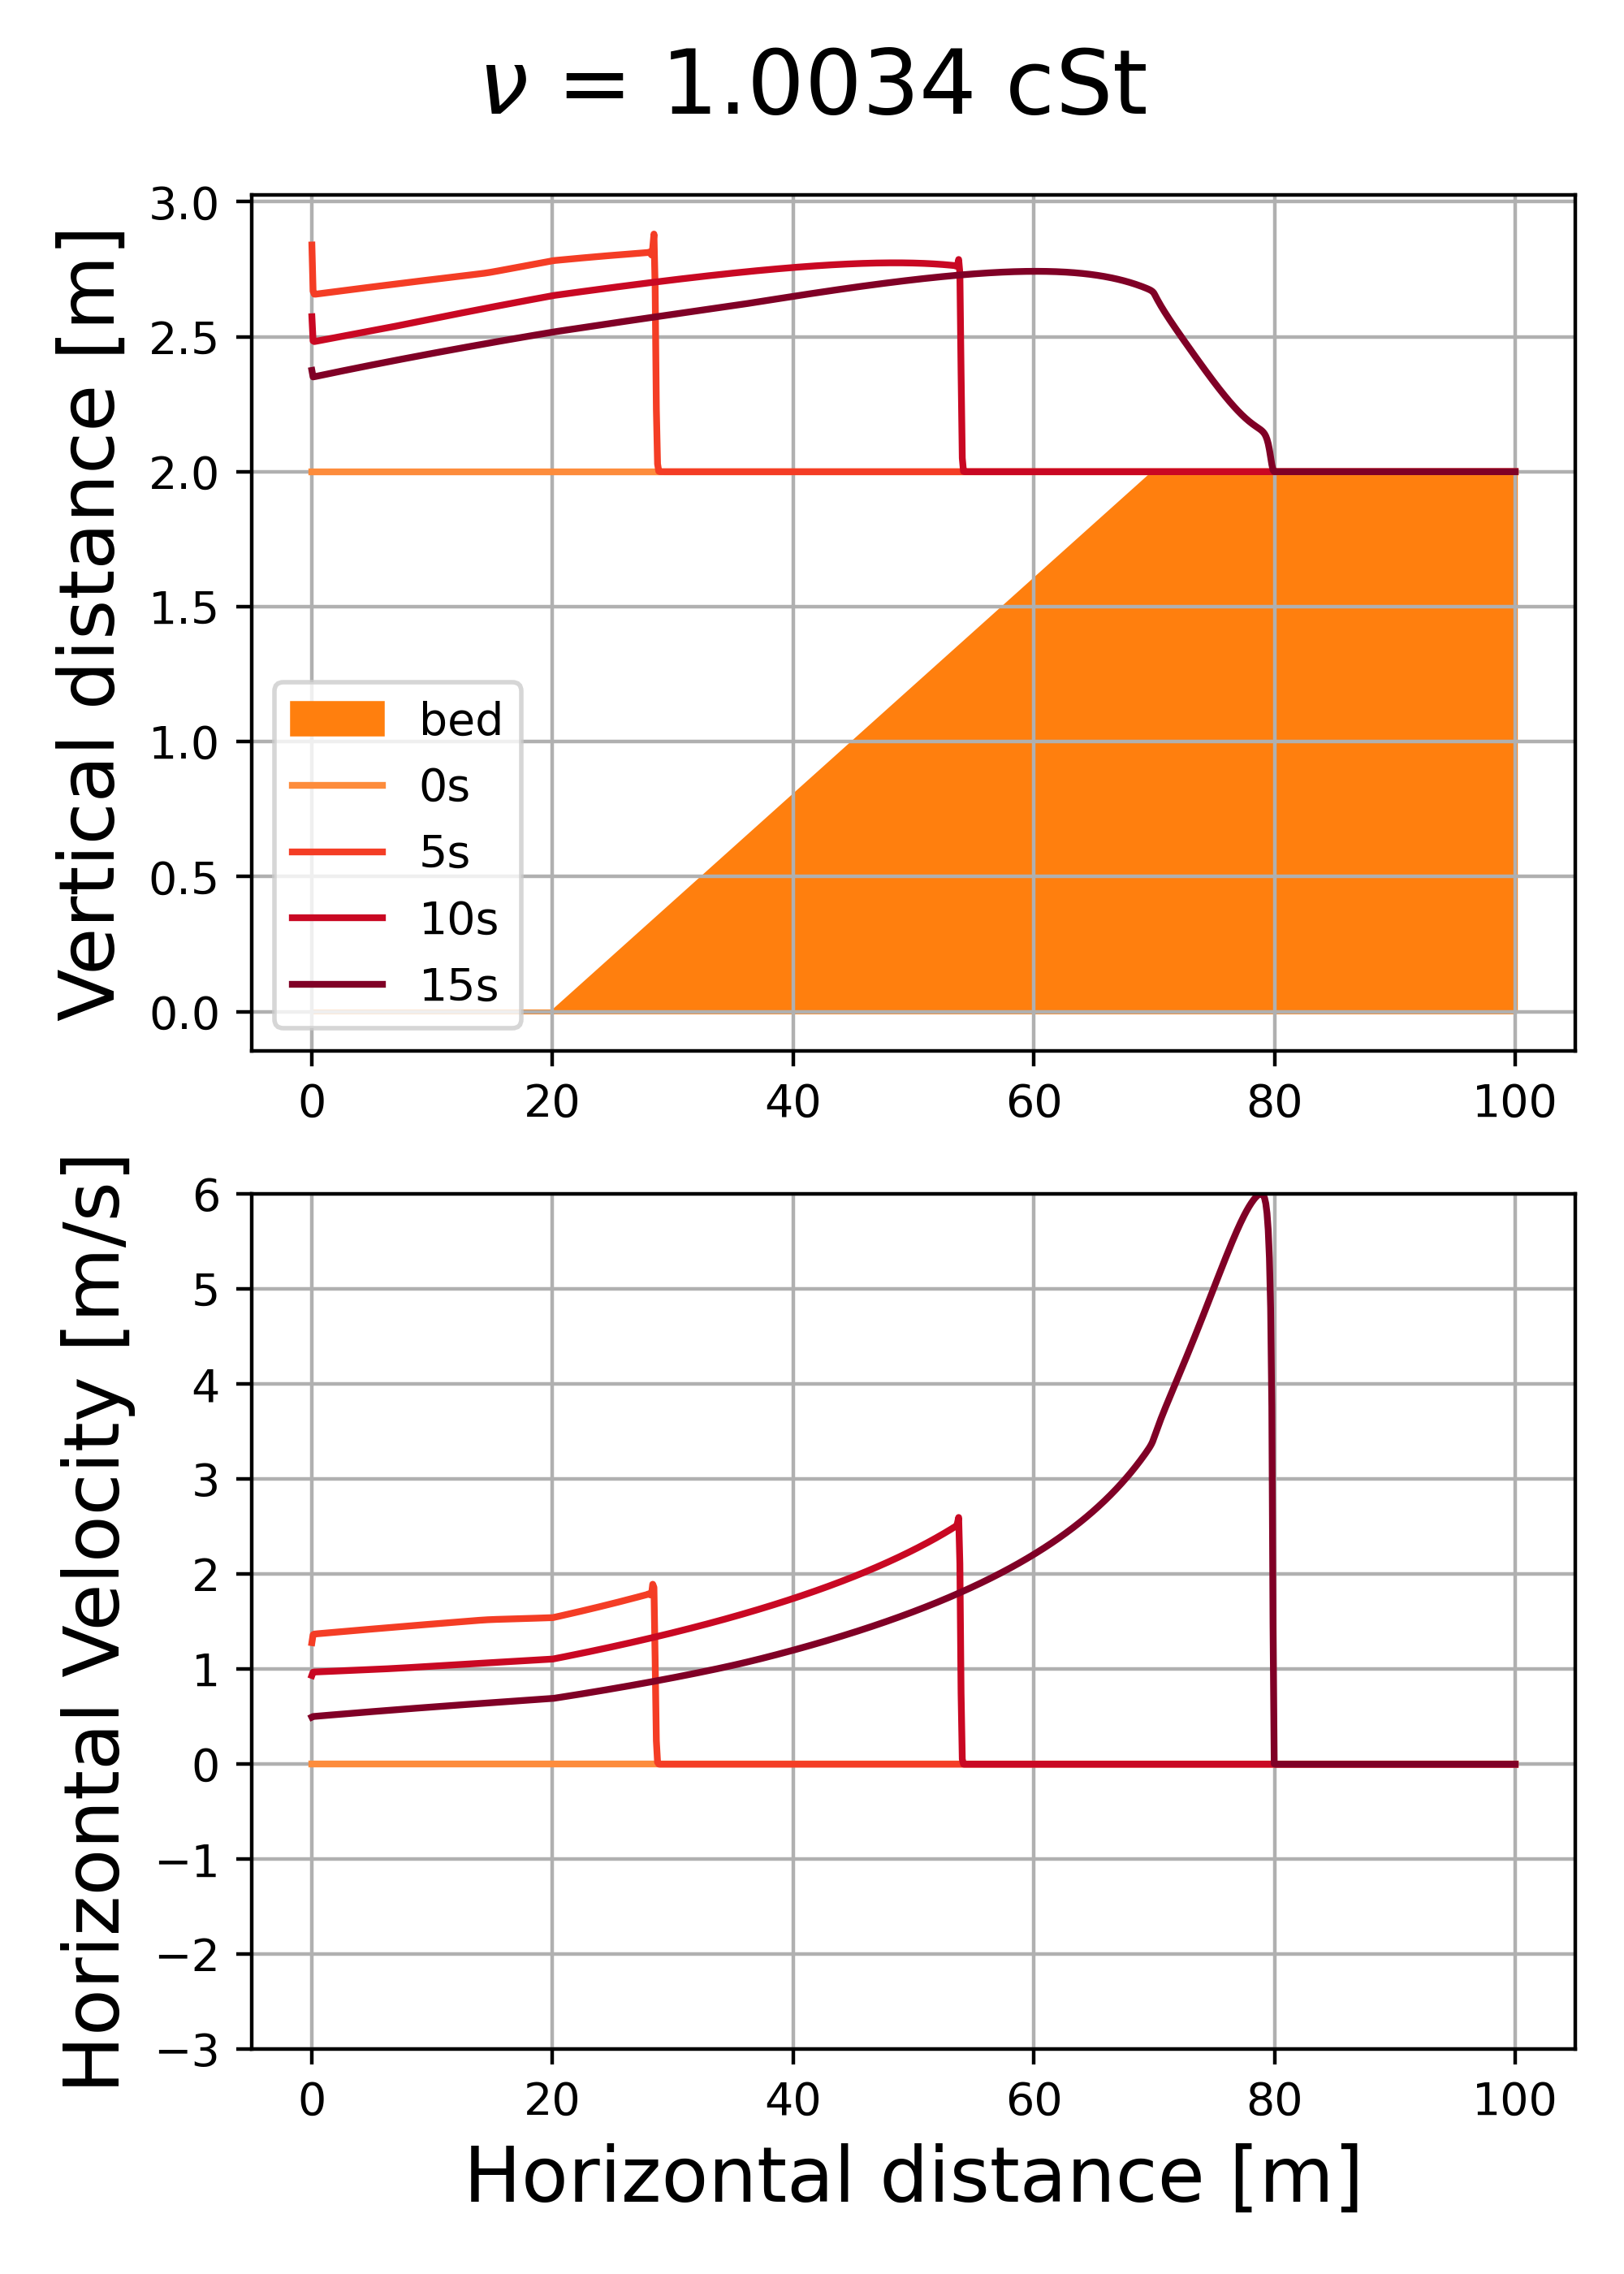 ν = 1.0034 cSt
Vertical distance [m]
3.0
2.5
2.0
1.5
1.0
0.5
0.0
bed
0s
5s
10s
15s
0 20 40 60 80 100
Horizontal Velocity [m/s]
6
5
4
3
2
1
0
−1
−2
−3
0 20 40 60 80 100
Horizontal distance [m]